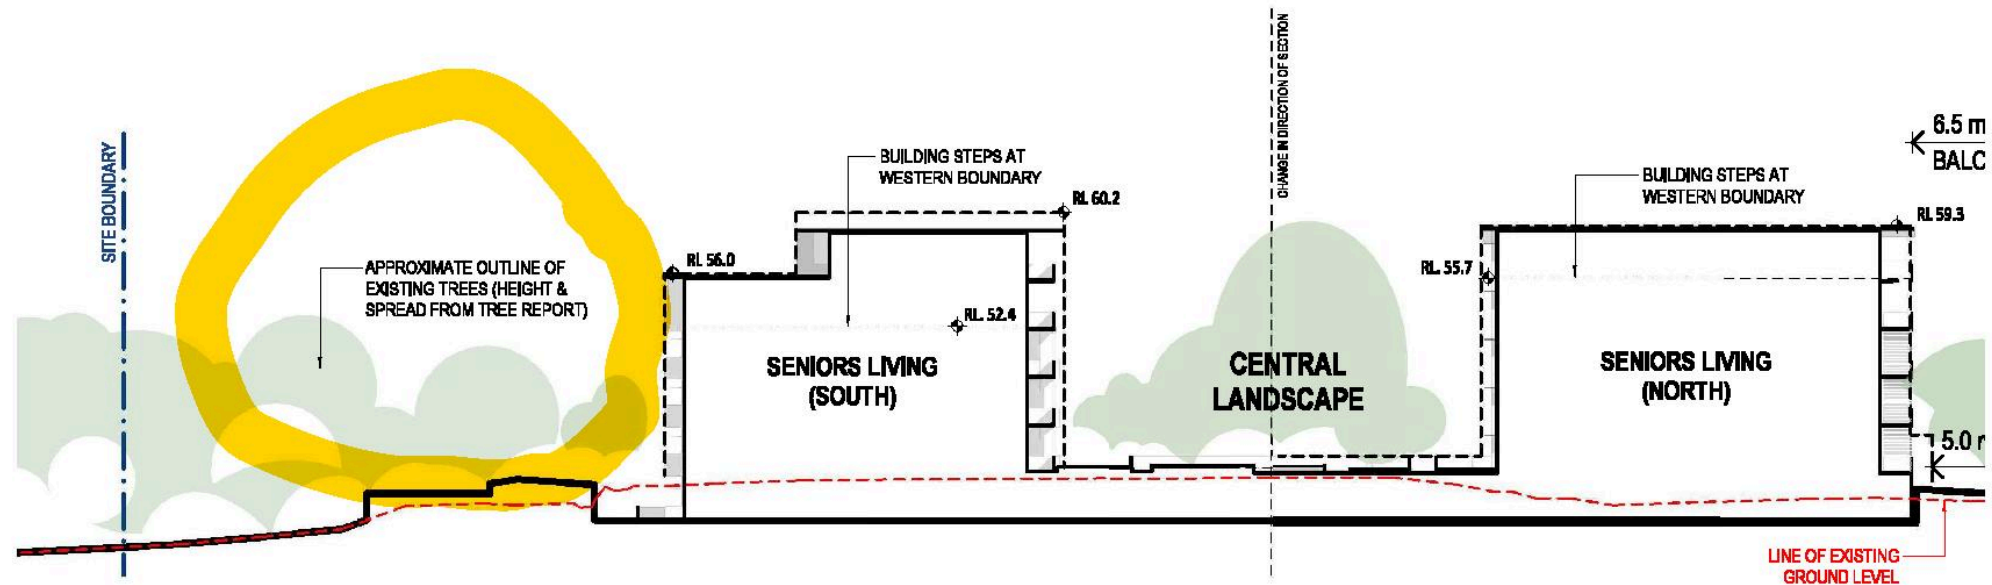 SITE BOUNDARY
APPROXIMATE OUTLINE OF
EXISTING TREES (HEIGHT &
SPREAD FROM TREE REPORT)
RL 56.0
BUILDING STEPS AT
WESTERN BOUNDARY
RL 60.2
RL. 52.4
SENIORS LIVING
(SOUTH)
CHANGE IN DIRECTION OF SECTION
CENTRAL
LANDSCAPE
RL. 55.7
BUILDING STEPS AT
WESTERN BOUNDARY
RL 59.3
SENIORS LIVING
(NORTH)
6.5 m
BALC
5.0
LINE OF EXISTING
GROUND LEVEL